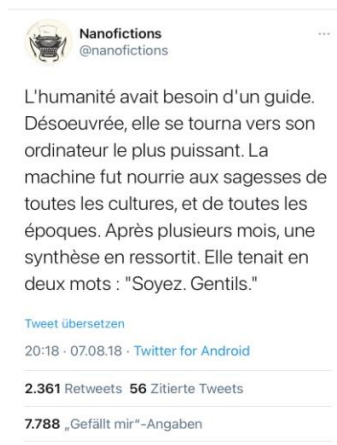 Nanofictions
@nanofictions
L'humanité avait besoin d'un guide.
Désoeuvrée, elle se tourna vers son
ordinateur le plus puissant. La
machine fut nourrie aux sagesses de
toutes les cultures, et de toutes les
époques. Après plusieurs mois, une
synthèse en ressortit. Elle tenait en
deux mots : "Soyez. Gentils."
Tweet übersetzen
20:18 · 07.08.18 · Twitter for Android
2.361 Retweets 56 Zitierte Tweets
7.788 „Gefällt mir“-Angaben